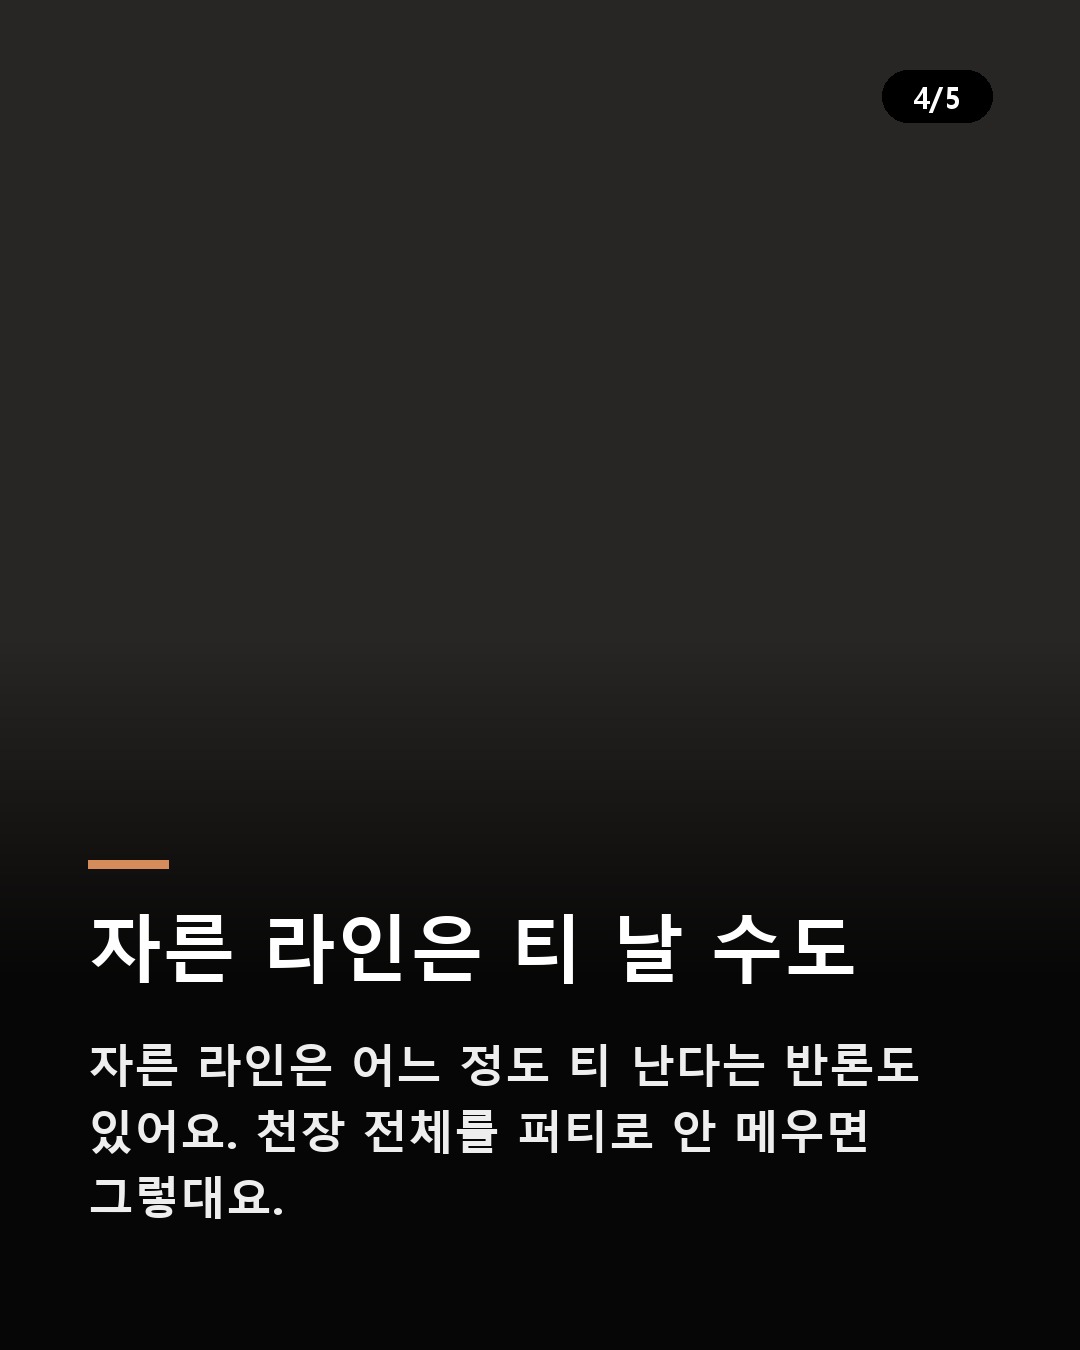 4/5
자른 라인은 티 날 수도
자른 라인은 어느 정도 티 난다는 반론도
있어요. 천장 전체를 퍼티로 안 메우면
그렇대요.